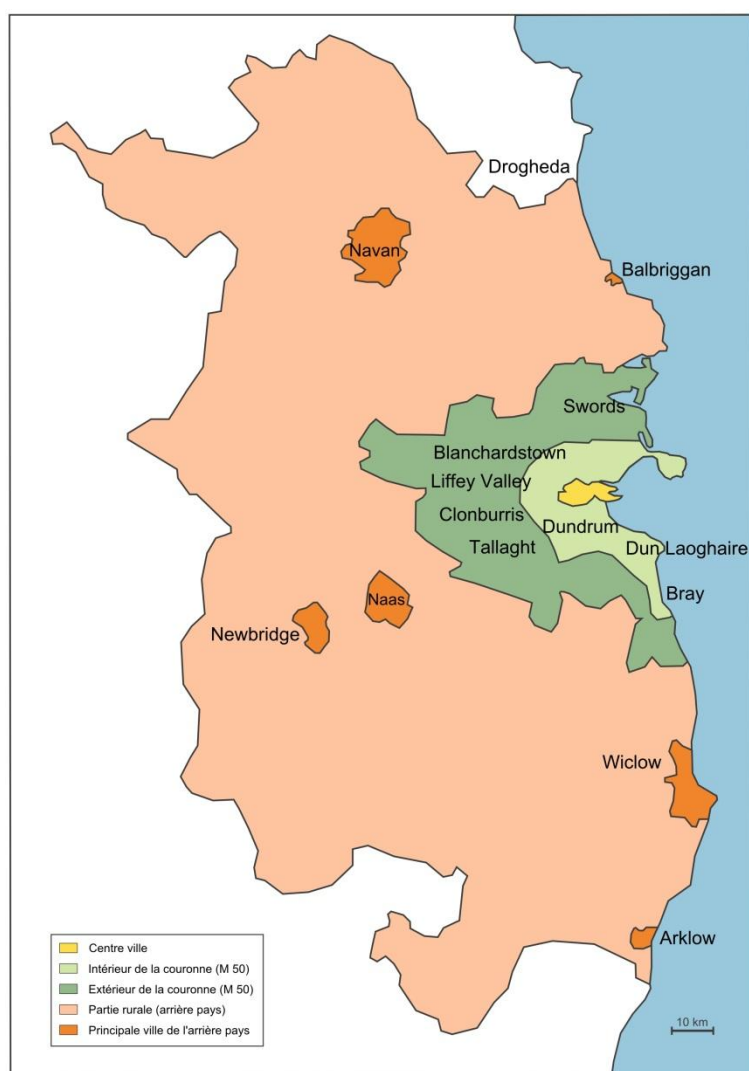 Drogheda
Navan
Balbriggan
Swords
Blanchardstown
Liffey Valley
Clonburris
Dundrum
Tallaght
Dun Laoghaire
Bray
Naas
Newbridge
Wiclow
Arklow
Centre ville
Intérieur de la couronne (M 50)
Extérieur de la couronne (M 50)
Partie rurale (arrière pays)
Principale ville de l'arrière pays
10 km